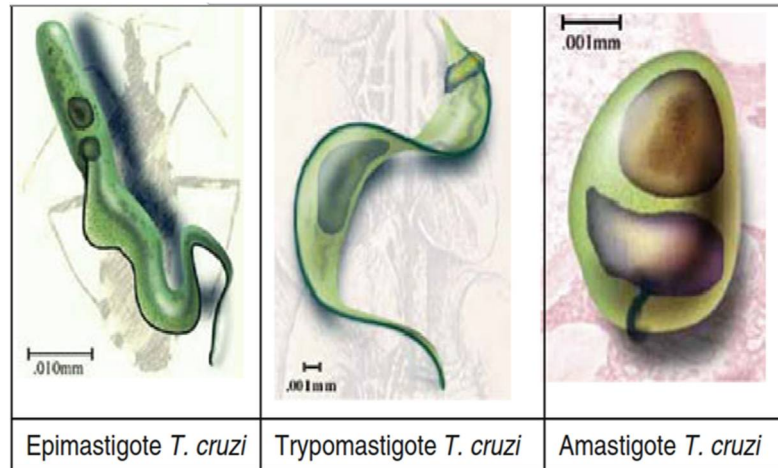 .010mm
.001mm
.001mm
Epimastigote T. cruzi
Trypomastigote T. cruzi
Amastigote T. cruzi